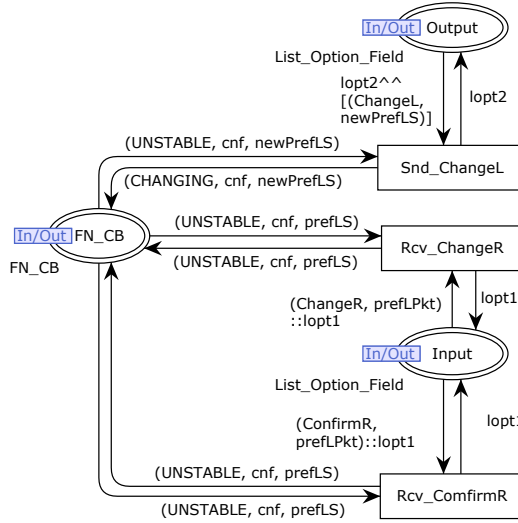 In/Out Output
List_Option_Field
lopt2^^
[(ChangeL,
newPrefLS)]
lopt2
(UNSTABLE, cnf, newPrefLS)
Snd_ChangeL
(CHANGING, cnf, newPrefLS)
In/Out FN_CB
FN_CB
(UNSTABLE, cnf, prefLS)
Rcv_ChangeR
(UNSTABLE, cnf, prefLS)
(ChangeR, prefLPkt)
::lopt1
lopt1
In/Out Input
List_Option_Field
(ConfirmR,
prefLPkt)::lopt1
(UNSTABLE, cnf, prefLS)
Rcv_ComfirmR
(UNSTABLE, cnf, prefLS)